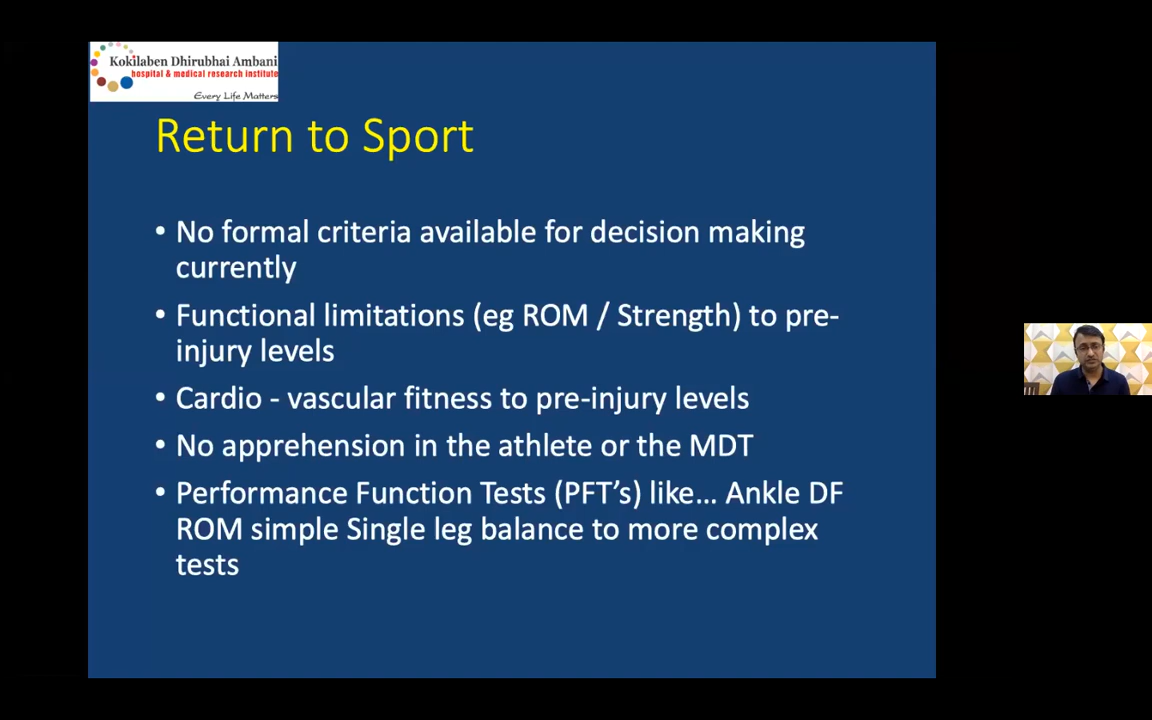 Kokilaben Dhirubhai Ambani
hospital & medical research institute
Every Life Matters
Return to Sport
• No formal criteria available for decision making
currently
• Functional limitations (eg ROM / Strength) to pre-
injury levels
• Cardio - vascular fitness to pre-injury levels
• No apprehension in the athlete or the MDT
• Performance Function Tests (PFT’s) like… Ankle DF
ROM simple Single leg balance to more complex
tests